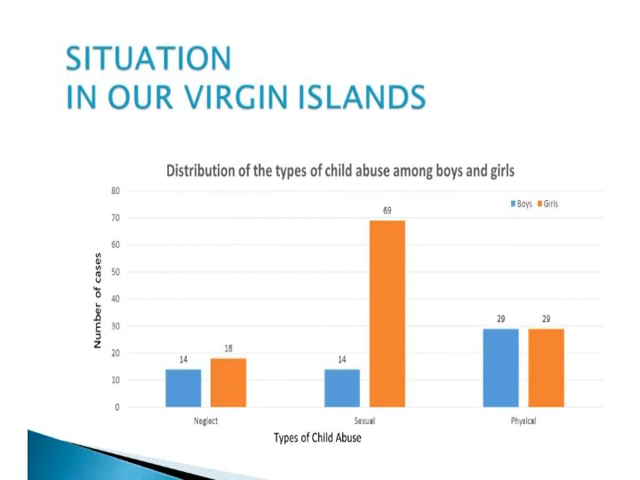 SITUATION
IN OUR VIRGIN ISLANDS
Distribution of the types of child abuse among boys and girls
Boys Girls
80
70
60
50
40
30
20
10
0
Number of cases
14
18
14
69
29
29
Neglect
Sexual
Physical
Types of Child Abuse